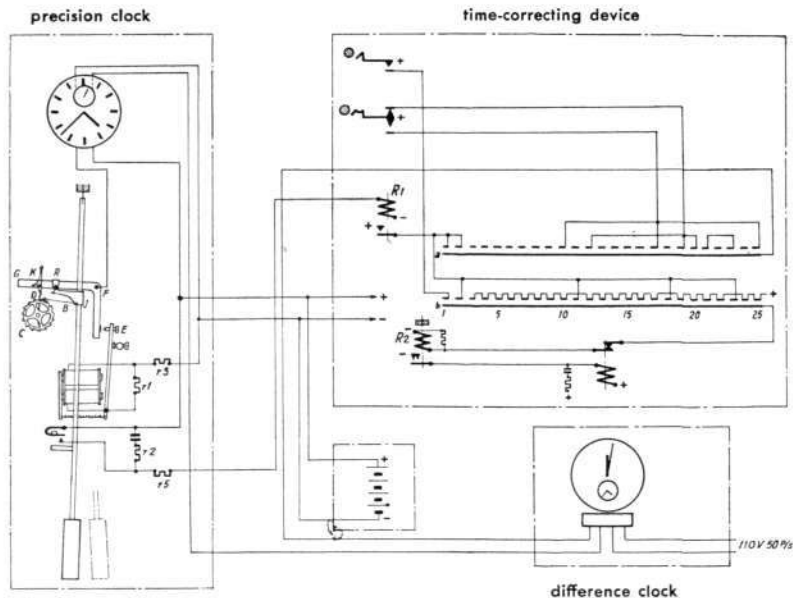 precision clock
time-correcting device
+
+
R1
-
+
a
G K R F
D B J
C
E
r3
r1
r2
r5
+
-
b
+
1 5 10 15 20 25
-
R2
-
+
+
+
-
110V 50 P/s
difference clock